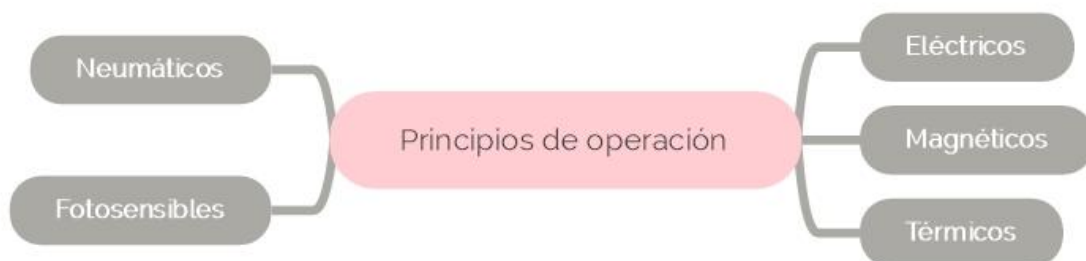 Neumáticos
Fotosensibles
Principios de operación
Eléctricos
Magnéticos
Térmicos